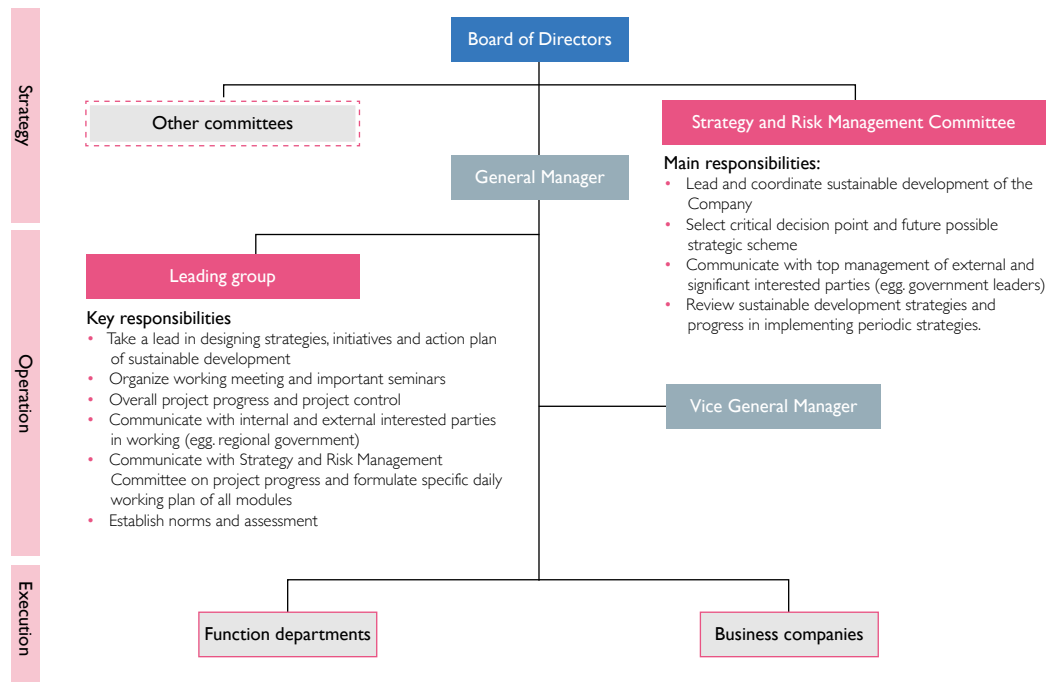 Strategy
Board of Directors
Other committees
Strategy and Risk Management Committee
General Manager
Main responsibilities:
• Lead and coordinate sustainable development of the
Company
• Select critical decision point and future possible
strategic scheme
• Communicate with top management of external and
significant interested parties (egg. government leaders)
• Review sustainable development strategies and
progress in implementing periodic strategies.
Operation
Leading group
Key responsibilities
• Take a lead in designing strategies, initiatives and action plan
of sustainable development
• Organize working meeting and important seminars
• Overall project progress and project control
• Communicate with internal and external interested parties
in working (egg. regional government)
• Communicate with Strategy and Risk Management
Committee on project progress and formulate specific daily
working plan of all modules
• Establish norms and assessment
Vice General Manager
Execution
Function departments
Business companies